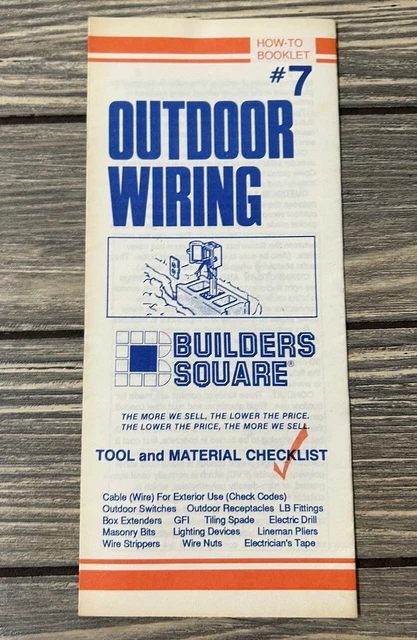 HOW-TO
BOOKLET
#7
OUTDOOR
WIRING
BUILDERS
SQUARE®
THE MORE WE SELL, THE LOWER THE PRICE.
THE LOWER THE PRICE, THE MORE WE SELL.
TOOL and MATERIAL CHECKLIST
Cable (Wire) For Exterior Use (Check Codes)
Outdoor Switches Outdoor Receptacles LB Fittings
Box Extenders GFI Tiling Spade Electric Drill
Masonry Bits Lighting Devices Lineman Pliers
Wire Strippers Wire Nuts Electrician's Tape